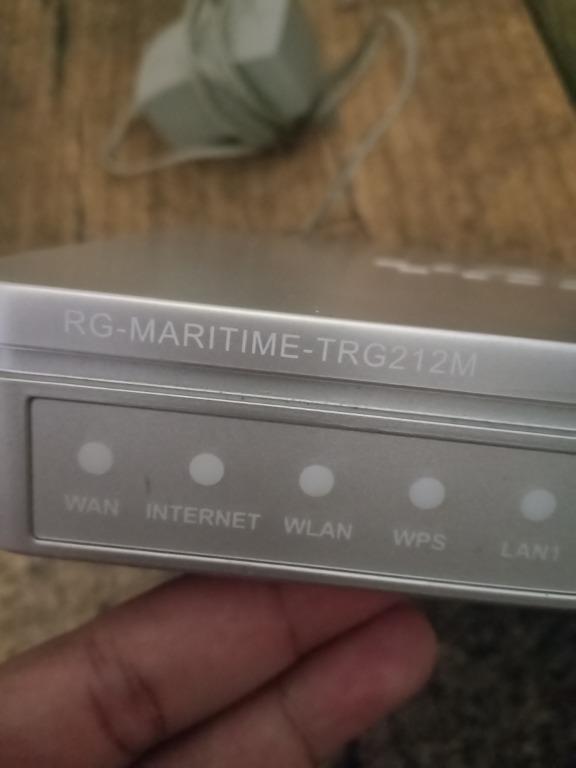 RG-MARITIME-TRG212M
WAN INTERNET WLAN WPS LAN1